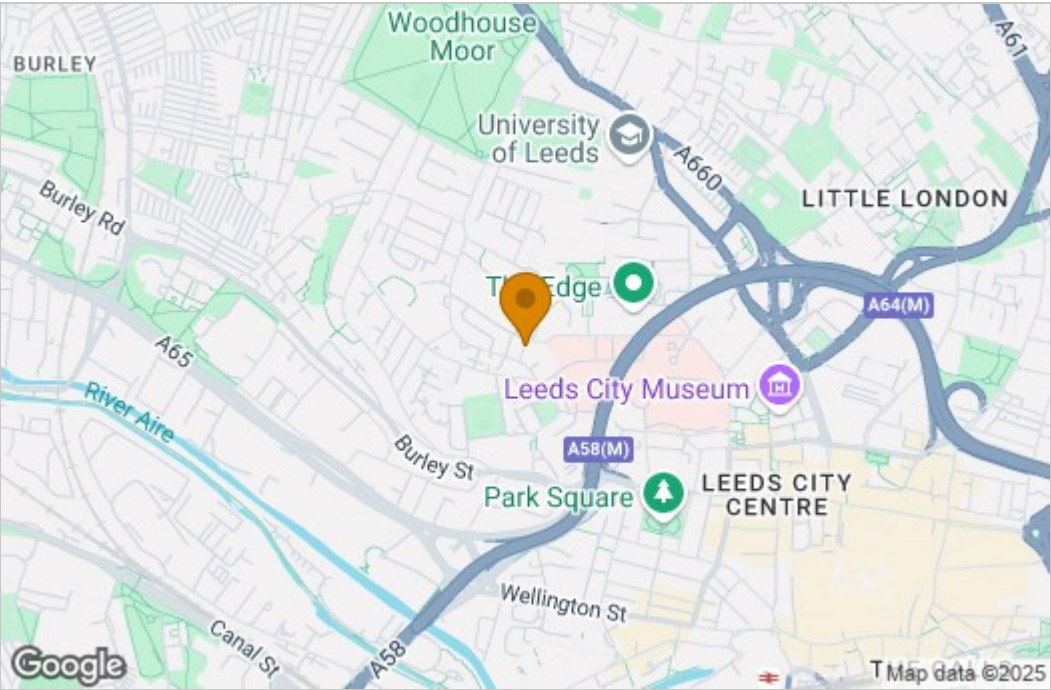 Woodhouse
Moor
A61
BURLEY
University
of Leeds
A660
Burley Rd
LITTLE LONDON
Edge
A64(M)
A65
Leeds City Museum
River Aire
Burley St
A58(M)
Park Square
LEEDS CITY
CENTRE
Wellington St
Canal St
A58
Google
Map data ©2025